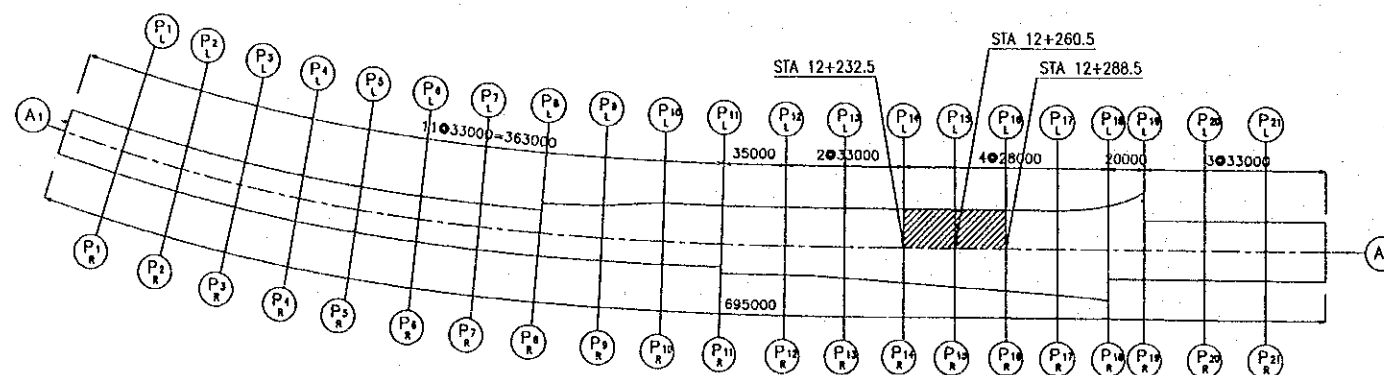 STA 12+260.5
STA 12+232.5
STA 12+288.5
A1
P1 L
P2 L
P3 L
P4 L
P5 L
P6 L
P7 L
P8 L
P9 L
P10 L
P11 L
P12 L
P13 L
P14 L
P15 L
P16 L
P17 L
P18 L
P19 L
P20 L
P21 L
11@33000=363000
35000
2@33000
4@28000
20000
3@33000
A
695000
P1 R
P2 R
P3 R
P4 R
P5 R
P6 R
P7 R
P8 R
P9 R
P10 R
P11 R
P12 R
P13 R
P14 R
P15 R
P16 R
P17 R
P18 R
P19 R
P20 R
P21 R